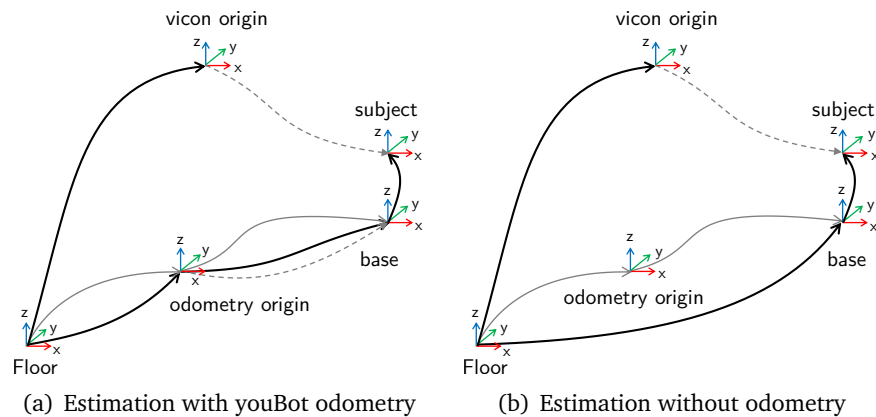 vicon origin
z
y
x
subject
z
y
x
z
y
x
base
z
y
x
odometry origin
z
y
x
Floor
(a) Estimation with youBot odometry
vicon origin
z
y
x
subject
z
y
x
z
y
x
base
z
y
x
odometry origin
z
y
x
Floor
(b) Estimation without odometry